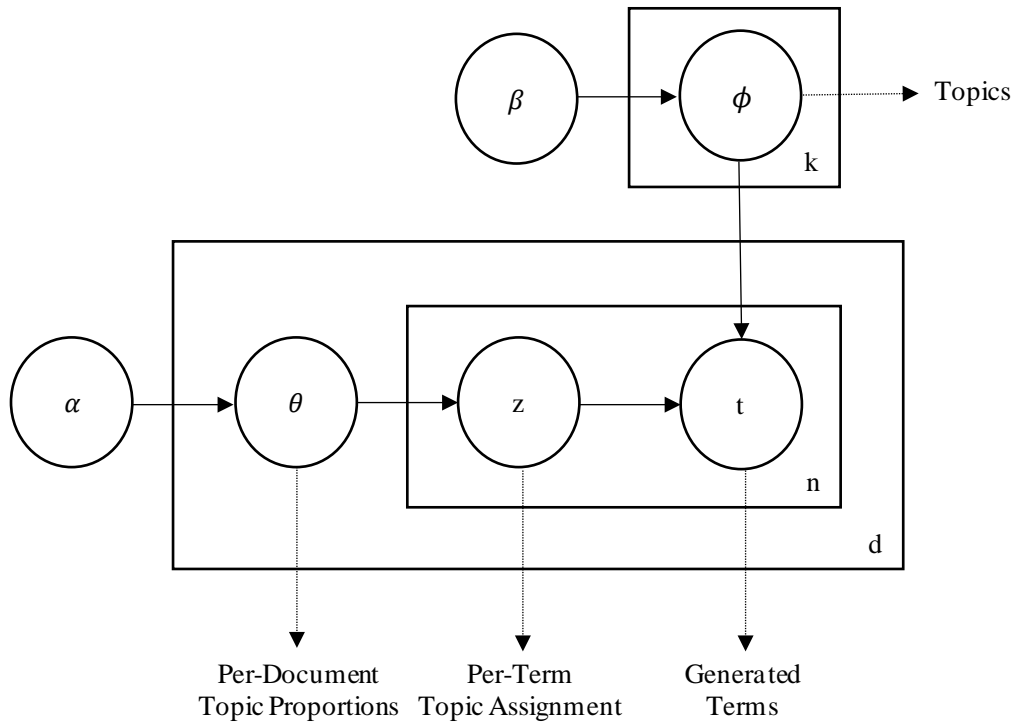 β
ϕ
Topics
k
α
θ
z
t
n
d
Per-Document
Topic Proportions
Per-Term
Topic Assignment
Generated
Terms